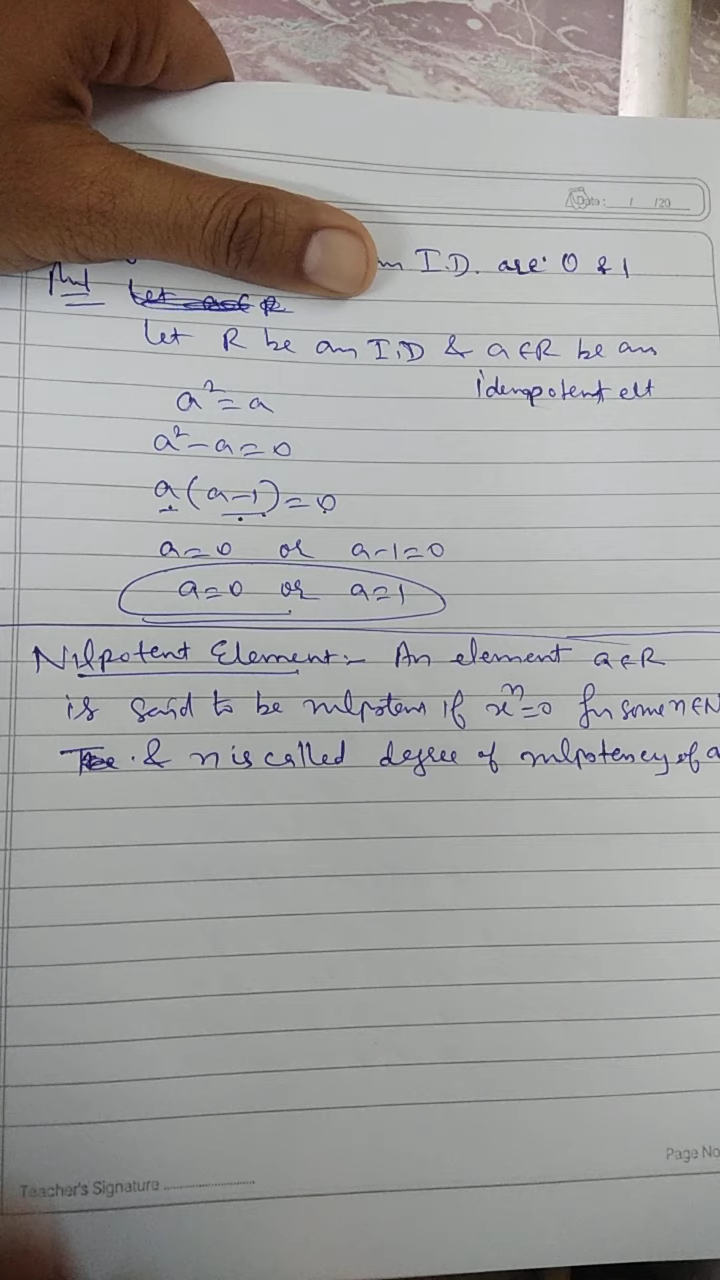 Date: / /20
an I.D. are 0 & 1
Let a ∈ R
Let R be an I.D & a ∈ R be an
idempotent elt
a² = a
a² - a = 0
a(a-1) = 0
a = 0 or a-1 = 0
a = 0 or a = 1
Nilpotent Element:- An element a ∈ R
is said to be nilpotent if xⁿ = 0 for some n ∈ N
& n is called degree of nilpotency of a
Page No
Teacher's Signature